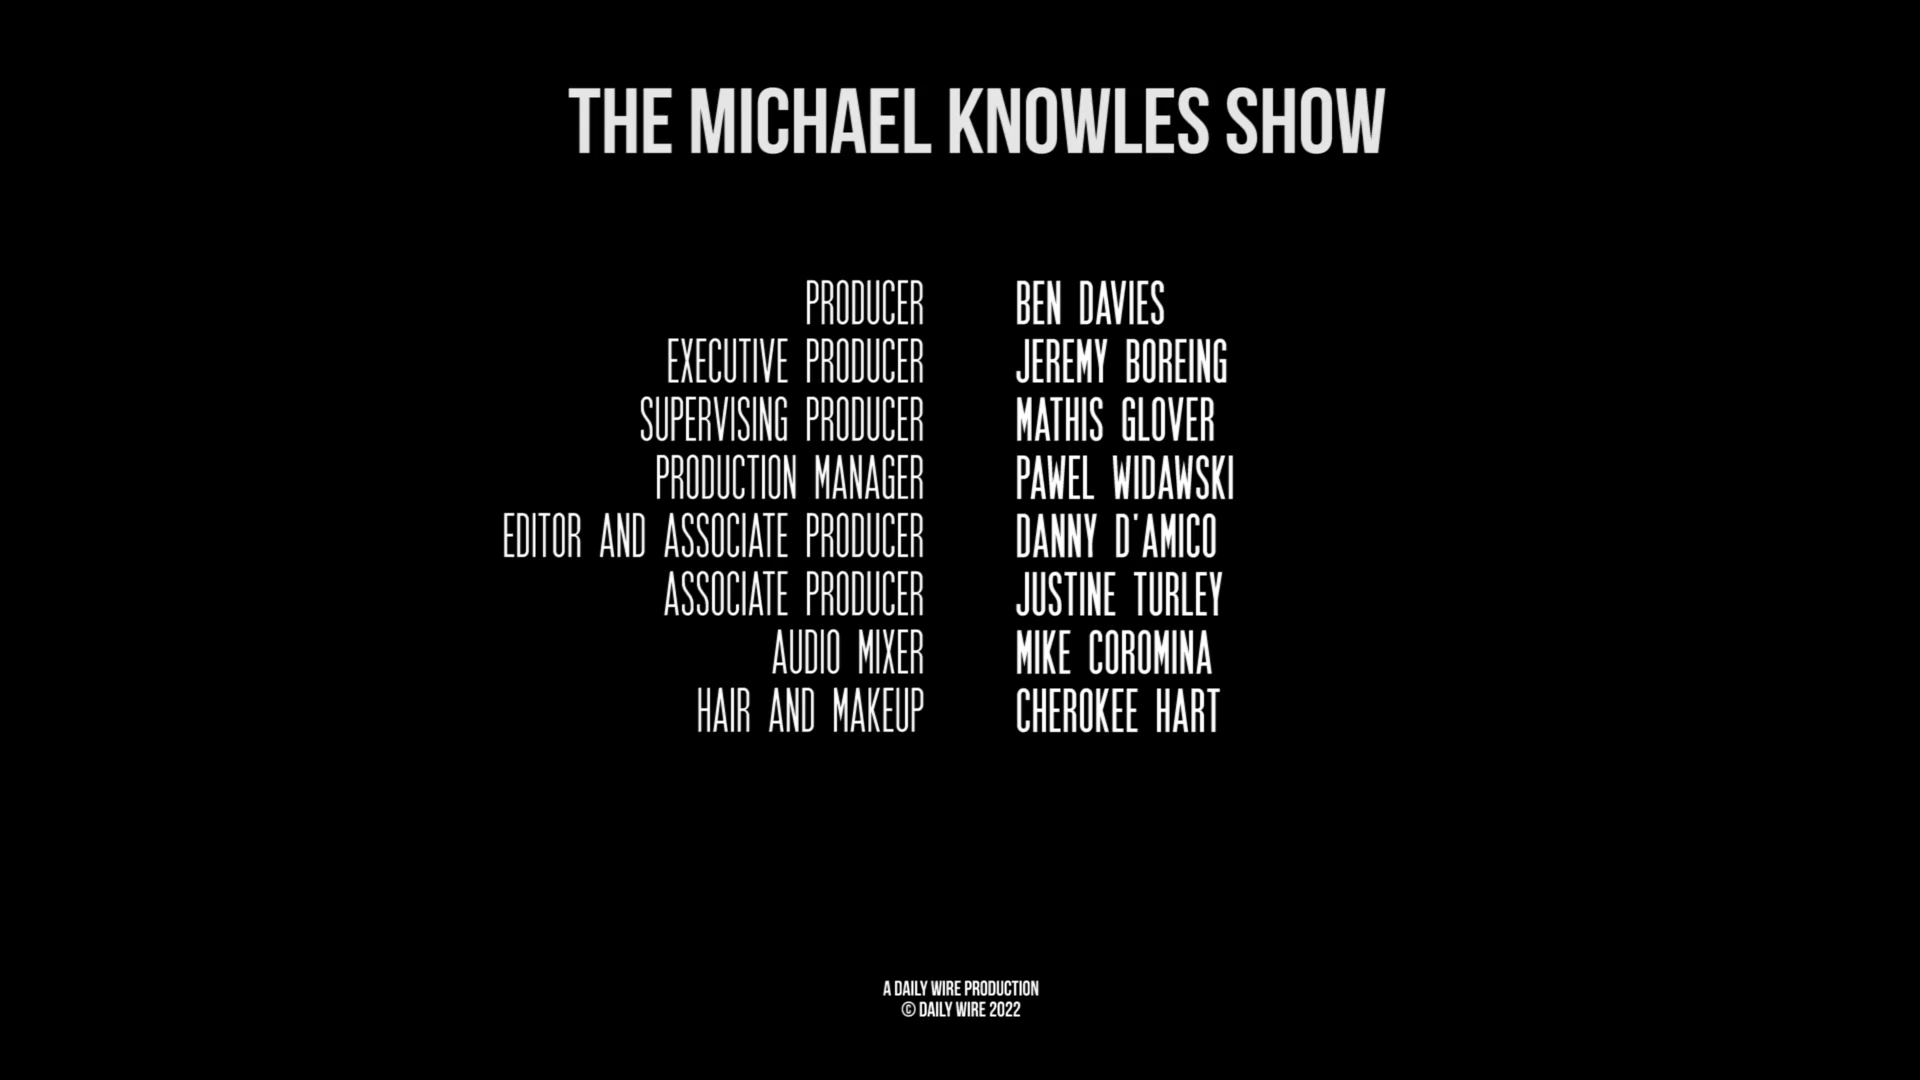 THE MICHAEL KNOWLES SHOW
PRODUCER BEN DAVIES
EXECUTIVE PRODUCER JEREMY BOREING
SUPERVISING PRODUCER MATHIS GLOVER
PRODUCTION MANAGER PAWEL WIDAWSKI
EDITOR AND ASSOCIATE PRODUCER DANNY D'AMICO
ASSOCIATE PRODUCER JUSTINE TURLEY
AUDIO MIXER MIKE COROMINA
HAIR AND MAKEUP CHEROKEE HART
A DAILY WIRE PRODUCTION
© DAILY WIRE 2022